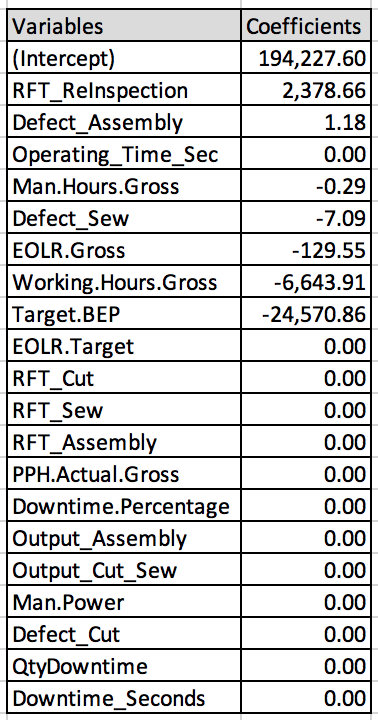 Variables Coefficients
(Intercept) 194,227.60
RFT_ReInspection 2,378.66
Defect_Assembly 1.18
Operating_Time_Sec 0.00
Man.Hours.Gross -0.29
Defect_Sew -7.09
EOLR.Gross -129.55
Working.Hours.Gross -6,643.91
Target.BEP -24,570.86
EOLR.Target 0.00
RFT_Cut 0.00
RFT_Sew 0.00
RFT_Assembly 0.00
PPH.Actual.Gross 0.00
Downtime.Percentage 0.00
Output_Assembly 0.00
Output_Cut_Sew 0.00
Man.Power 0.00
Defect_Cut 0.00
QtyDowntime 0.00
Downtime_Seconds 0.00